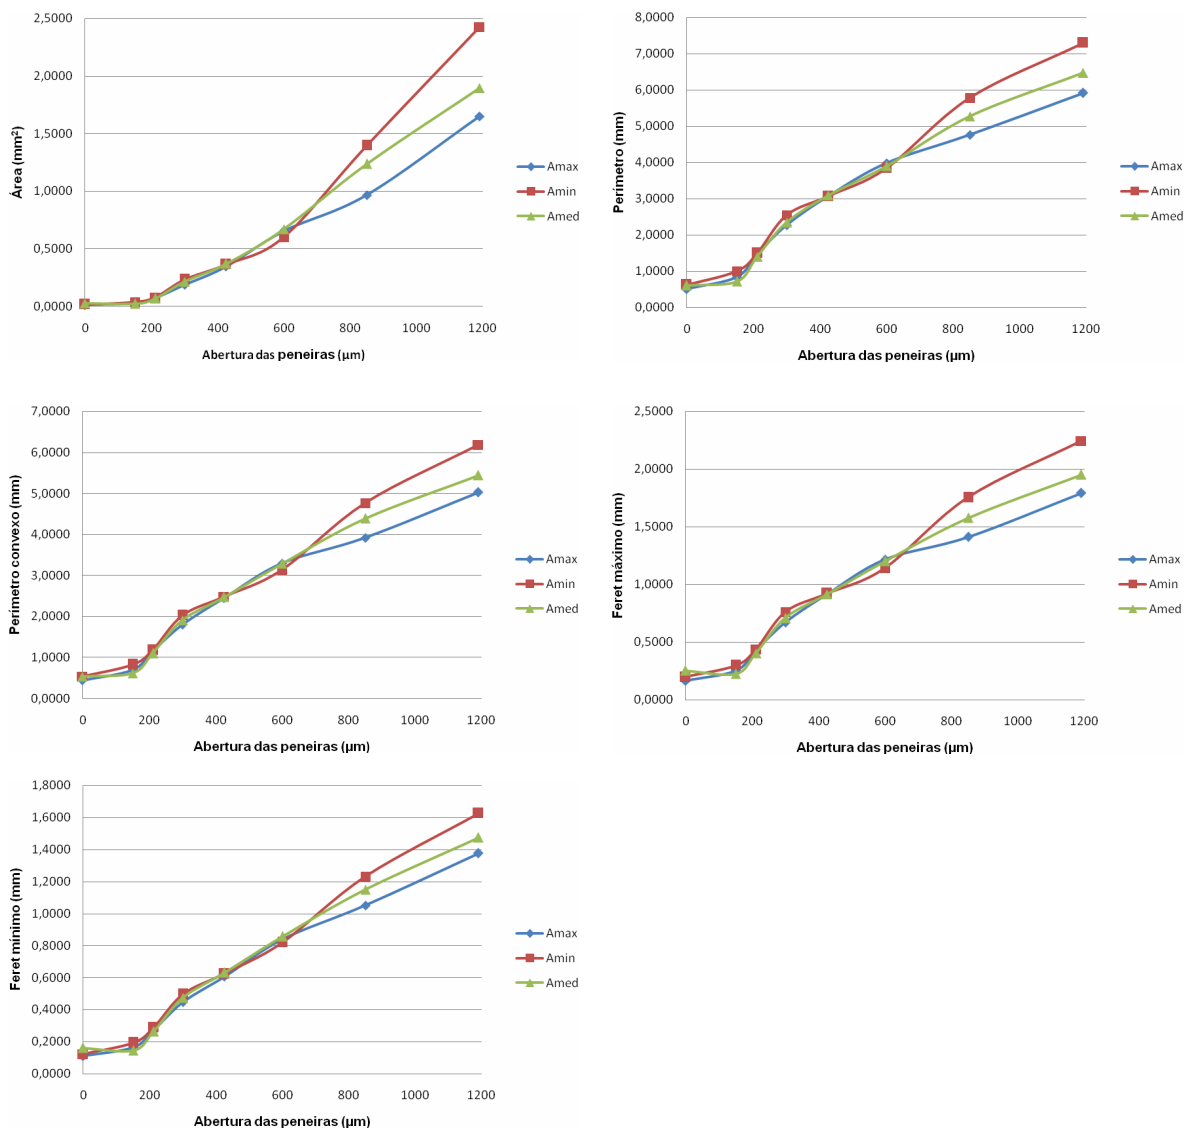 2,5000
2,0000
1,5000
1,0000
0,5000
0,0000
Área (mm²)
0 200 400 600 800 1000 1200
Abertura das peneiras (µm)
Amax
Amin
Amed
8,0000
7,0000
6,0000
5,0000
4,0000
3,0000
2,0000
1,0000
0,0000
Perímetro (mm)
0 200 400 600 800 1000 1200
Abertura das peneiras (µm)
Amax
Amin
Amed
7,0000
6,0000
5,0000
4,0000
3,0000
2,0000
1,0000
0,0000
Perímetro convexo (mm)
0 200 400 600 800 1000 1200
Abertura das peneiras (µm)
Amax
Amin
Amed
2,5000
2,0000
1,5000
1,0000
0,5000
0,0000
Feret máximo (mm)
0 200 400 600 800 1000 1200
Abertura das peneiras (µm)
Amax
Amin
Amed
1,8000
1,6000
1,4000
1,2000
1,0000
0,8000
0,6000
0,4000
0,2000
0,0000
Feret mínimo (mm)
0 200 400 600 800 1000 1200
Abertura das peneiras (µm)
Amax
Amin
Amed